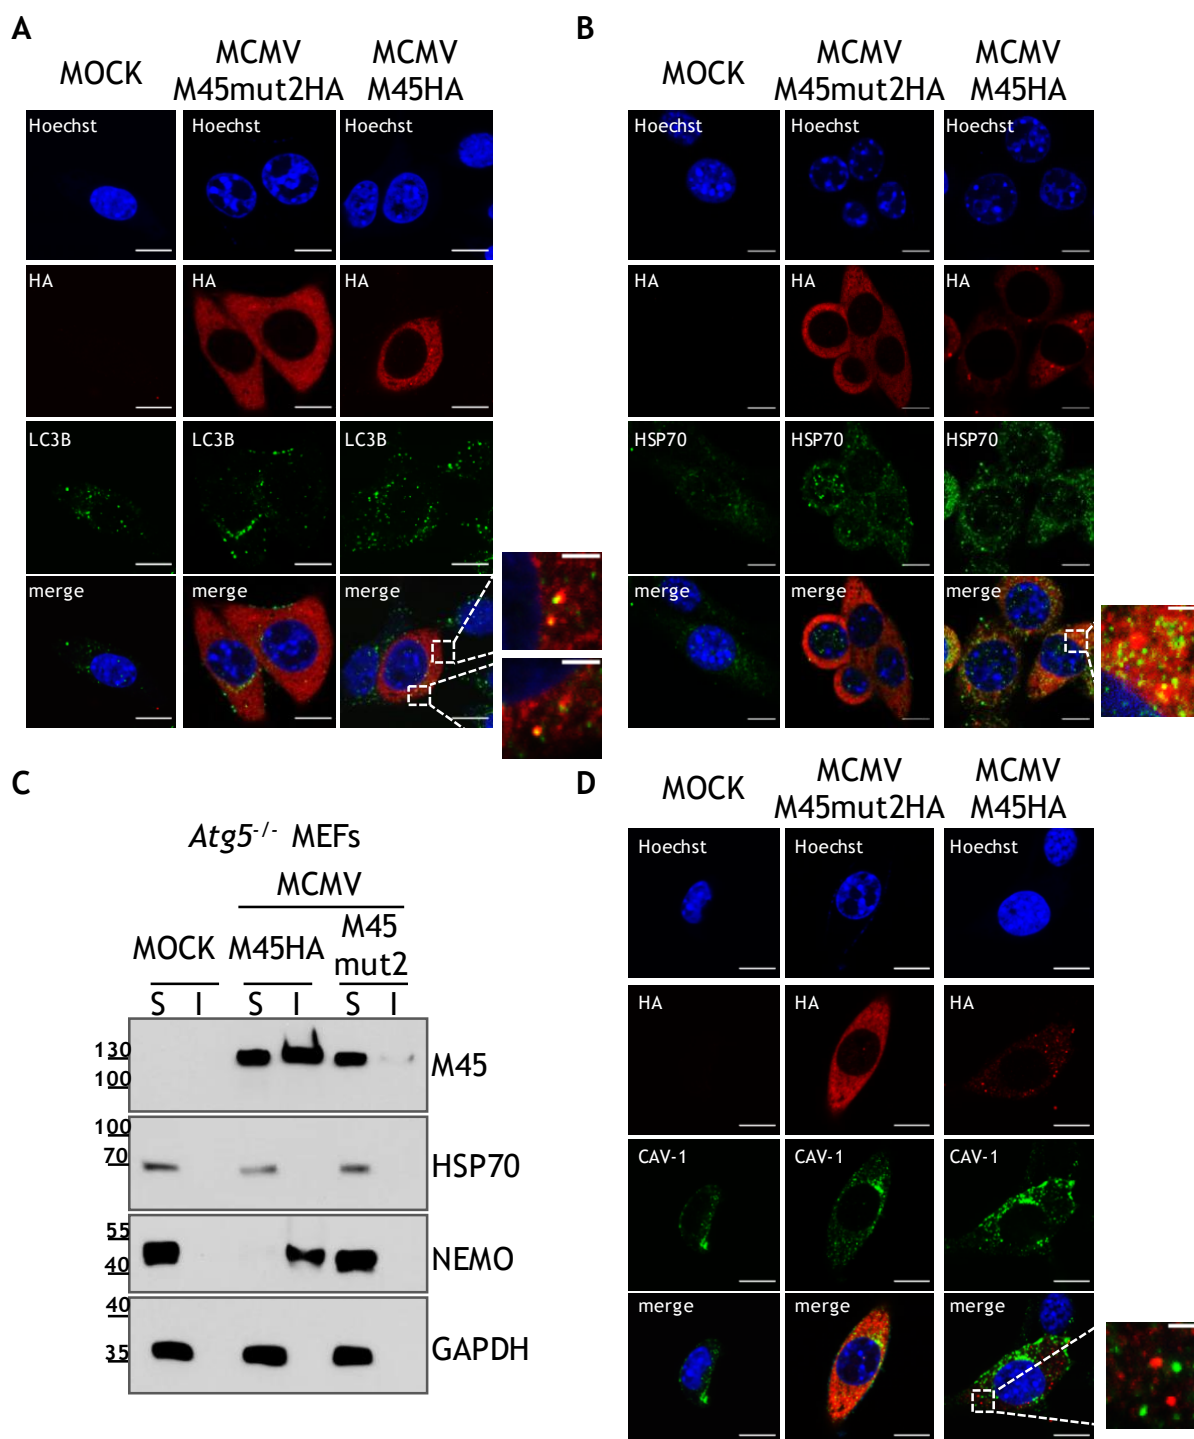 A
MOCK
MCMV
M45mut2HA
MCMV
M45HA
Hoechst
Hoechst
Hoechst
HA
HA
HA
LC3B
LC3B
LC3B
merge
merge
merge
B
MOCK
MCMV
M45mut2HA
MCMV
M45HA
Hoechst
Hoechst
Hoechst
HA
HA
HA
HSP70
HSP70
HSP70
merge
merge
merge
C
Atg5-/- MEFs
MCMV
MOCK
M45HA
M45
mut2
S I S I S I
130
100
M45
100
70
HSP70
55
40
NEMO
40
35
GAPDH
D
MOCK
MCMV
M45mut2HA
MCMV
M45HA
Hoechst
Hoechst
Hoechst
HA
HA
HA
CAV-1
CAV-1
CAV-1
merge
merge
merge